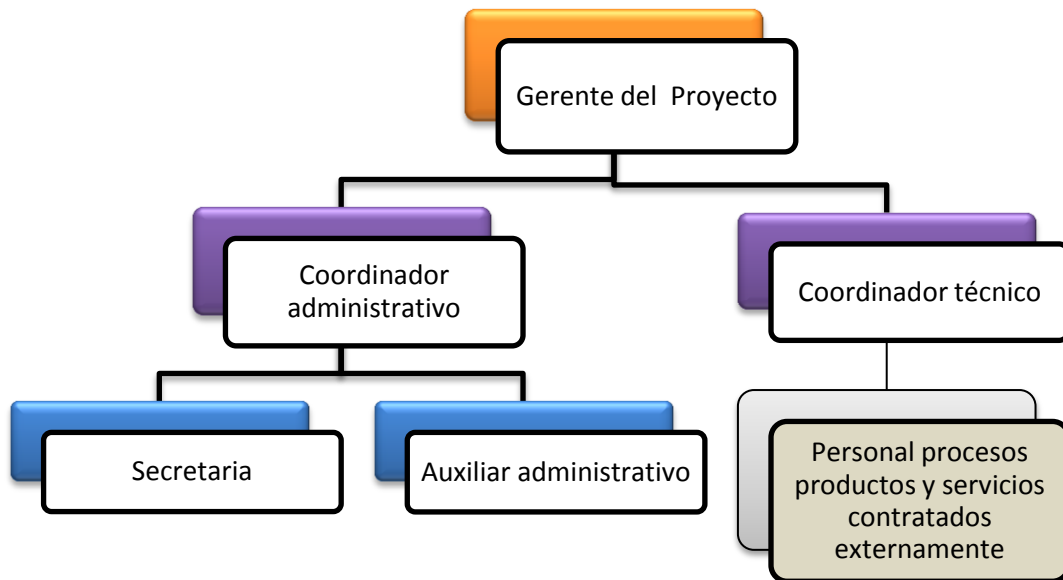 Gerente del Proyecto
Coordinador
administrativo
Coordinador técnico
Secretaria
Auxiliar administrativo
Personal procesos
productos y servicios
contratados
externamente